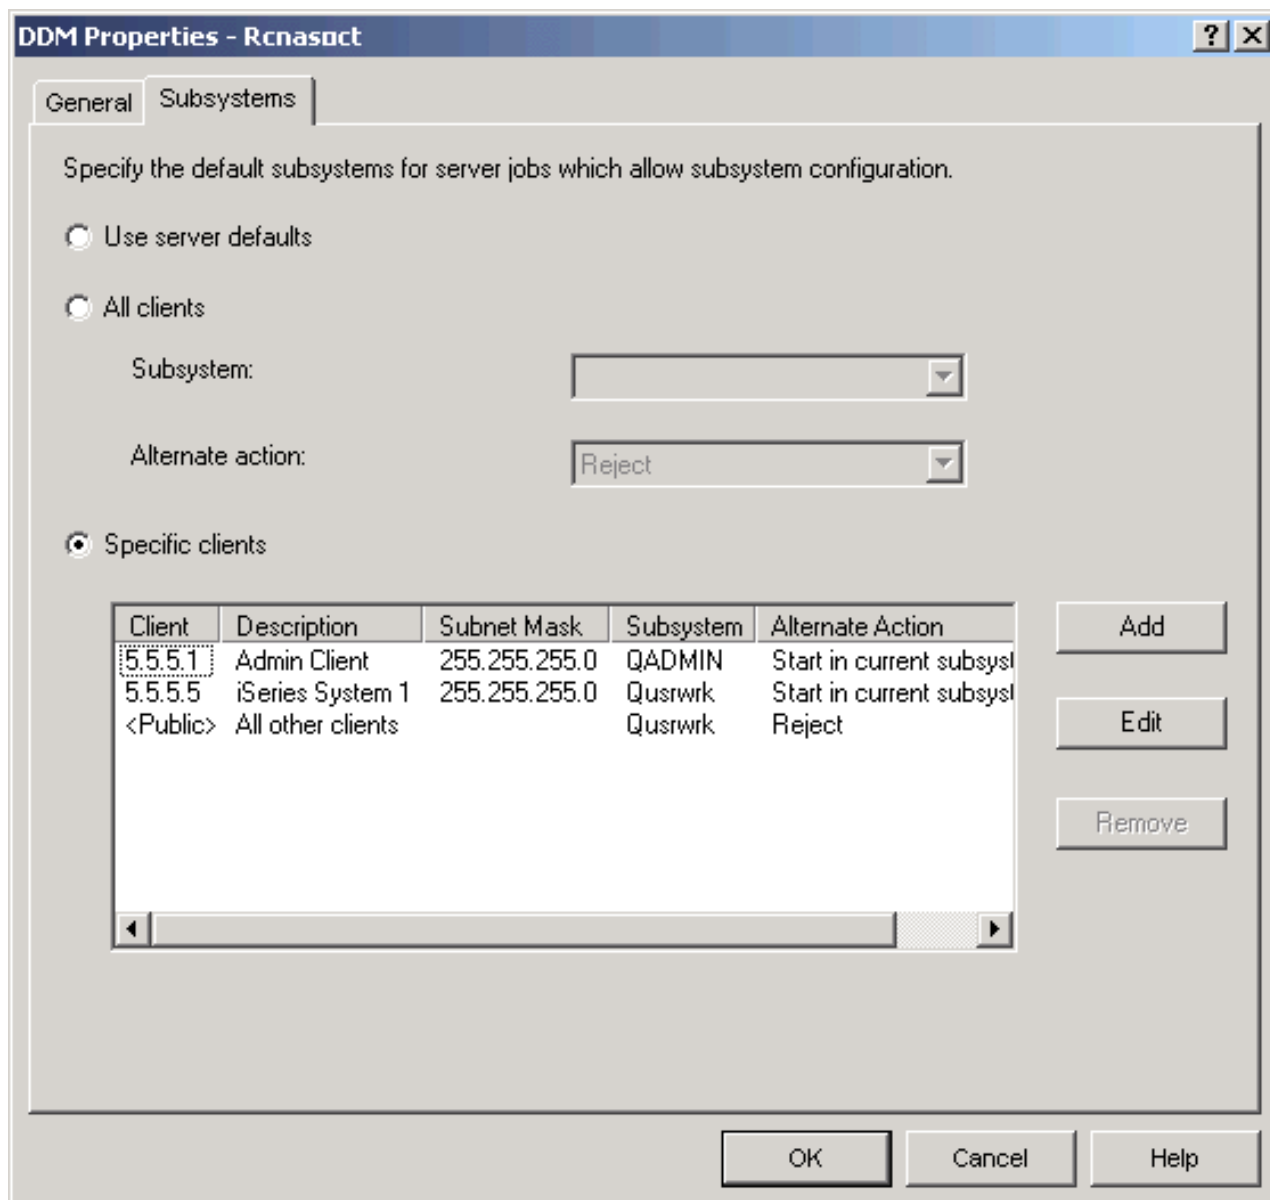 DDM Properties - Rcnasoct
General
Subsystems
Specify the default subsystems for server jobs which allow subsystem configuration.
Use server defaults
All clients
Subsystem:
Alternate action:
Reject
Specific clients
Client Description Subnet Mask Subsystem Alternate Action
5.5.5.1 Admin Client 255.255.255.0 QADMIN Start in current subsyst
5.5.5.5 iSeries System 1 255.255.255.0 Qusrwrk Start in current subsyst
<Public> All other clients Qusrwrk Reject
Add
Edit
Remove
OK
Cancel
Help